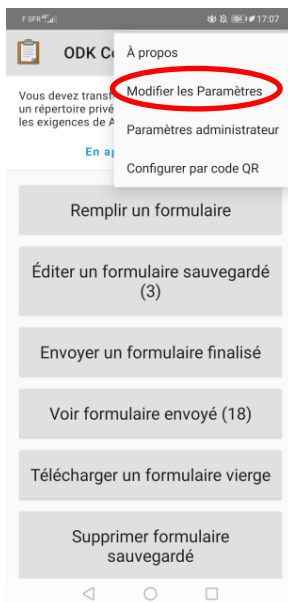 F SFR 17:07
ODK Co
À propos
Modifier les Paramètres
Paramètres administrateur
Configurer par code QR
Vous devez transf
un répertoire privé
les exigences de A
En ap
Remplir un formulaire
Éditer un formulaire sauvegardé
(3)
Envoyer un formulaire finalisé
Voir formulaire envoyé (18)
Télécharger un formulaire vierge
Supprimer formulaire
sauvegardé